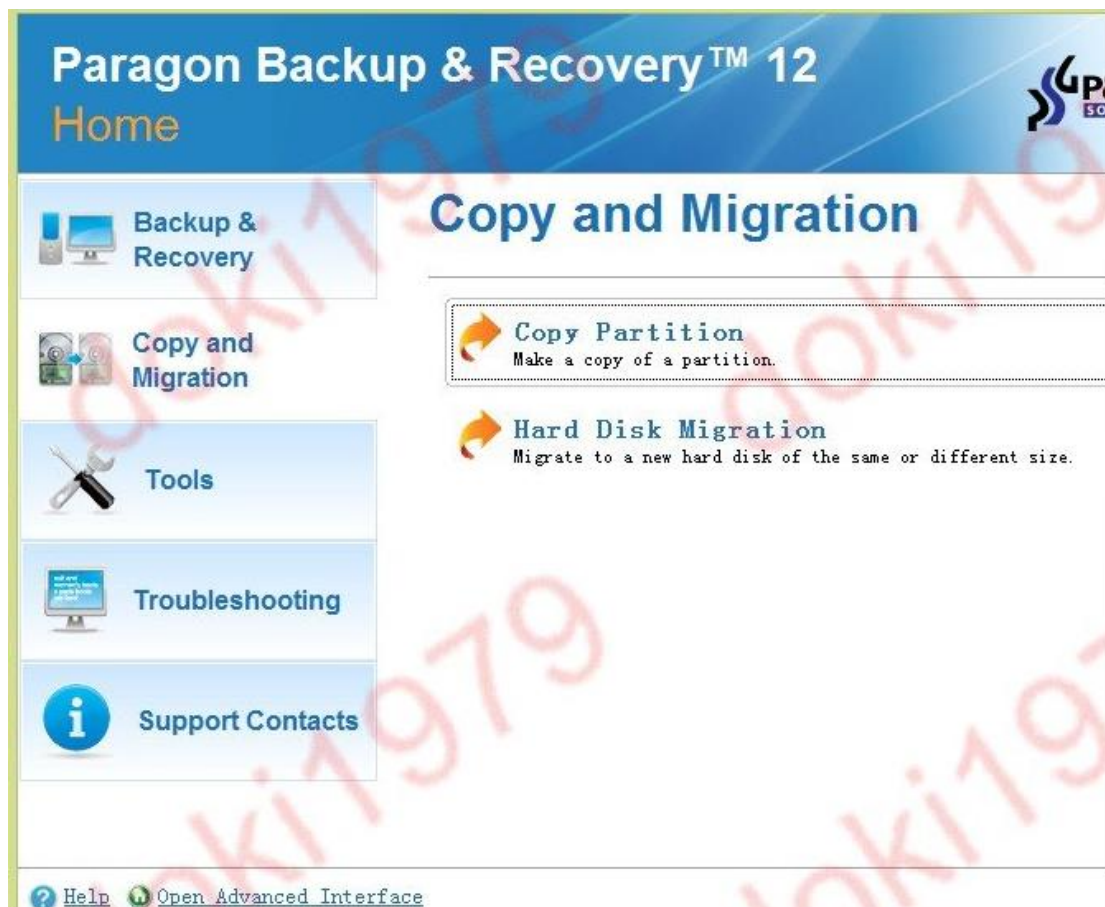 Paragon Backup & Recovery™ 12
Home
Backup &
Recovery
Copy and
Migration
Tools
Troubleshooting
Support Contacts
Copy and Migration
Copy Partition
Make a copy of a partition.
Hard Disk Migration
Migrate to a new hard disk of the same or different size.
Help
Open Advanced Interface
doki1979
doki1979